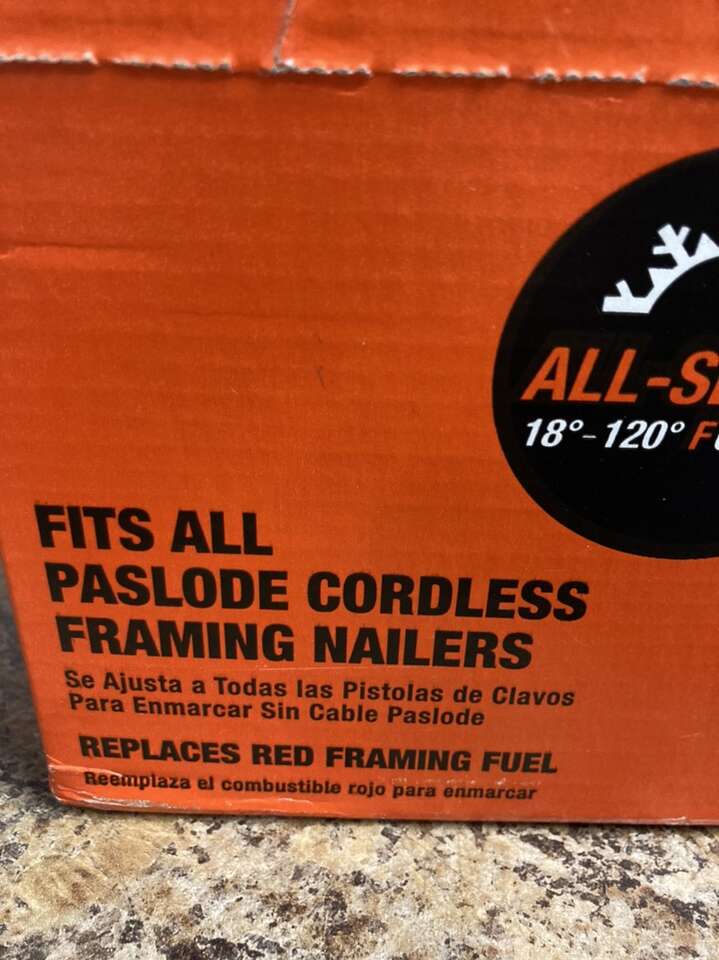 ALL-SE
18°-120° F
FITS ALL
PASLODE CORDLESS
FRAMING NAILERS
Se Ajusta a Todas las Pistolas de Clavos
Para Enmarcar Sin Cable Paslode
REPLACES RED FRAMING FUEL
Reemplaza el combustible rojo para enmarcar